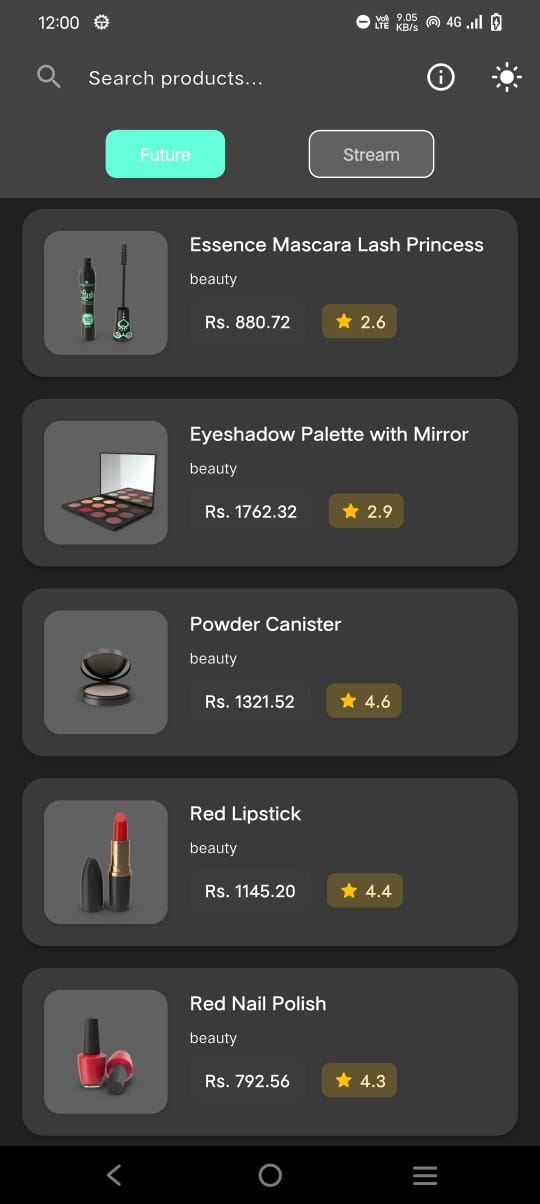 12:00
Vol) LTE 9.05 KB/s 4G
Search products...
Future Stream
Essence Mascara Lash Princess
beauty
Rs. 880.72 2.6
Eyeshadow Palette with Mirror
beauty
Rs. 1762.32 2.9
Powder Canister
beauty
Rs. 1321.52 4.6
Red Lipstick
beauty
Rs. 1145.20 4.4
Red Nail Polish
beauty
Rs. 792.56 4.3